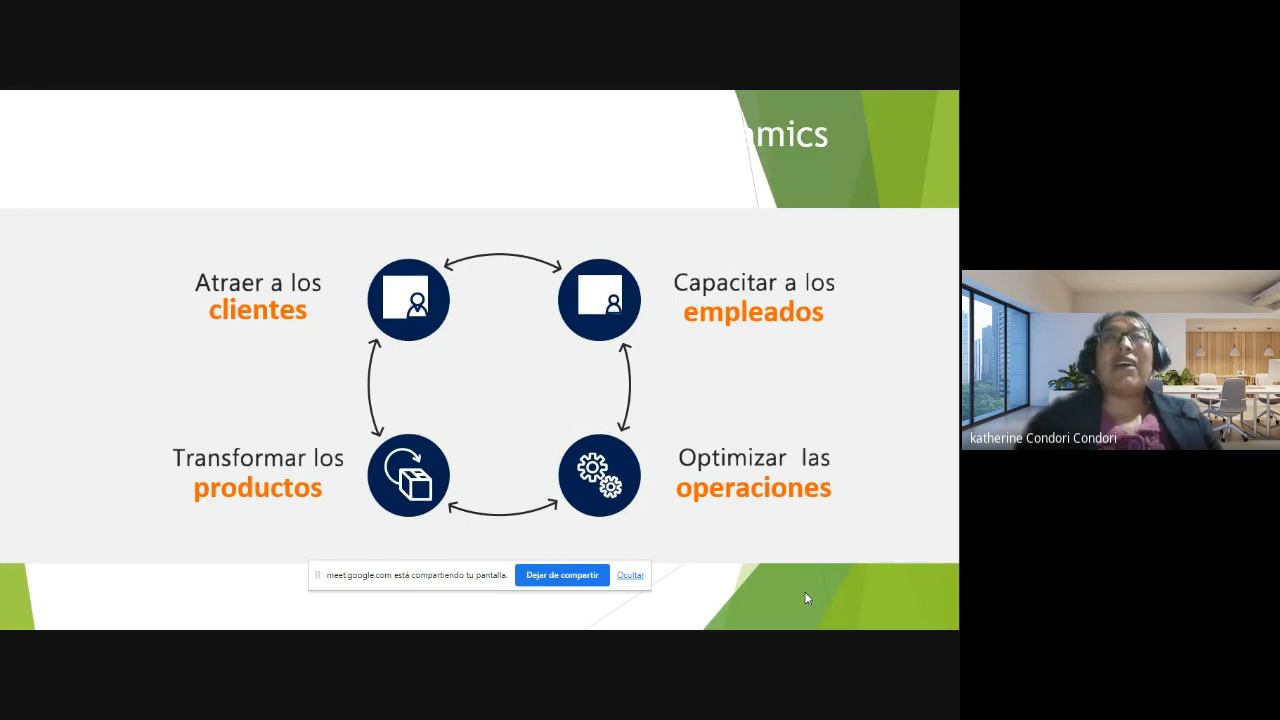 amics
Atraer a los
clientes
Capacitar a los
empleados
Transformar los
productos
Optimizar las
operaciones
meet.google.com está compartiendo tu pantalla.
Dejar de compartir
Ocultar
katherine Condori Condori